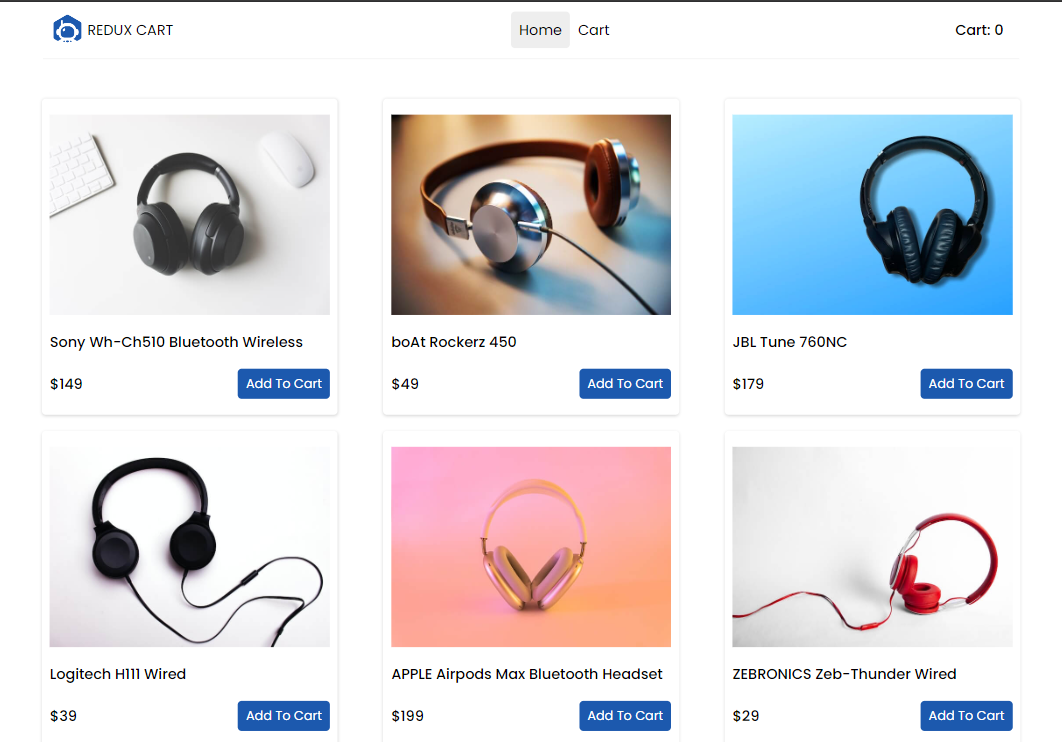 REDUX CART
Home
Cart
Cart: 0
Sony Wh-Ch510 Bluetooth Wireless
$149
Add To Cart
boAt Rockerz 450
$49
Add To Cart
JBL Tune 760NC
$179
Add To Cart
Logitech H111 Wired
$39
Add To Cart
APPLE Airpods Max Bluetooth Headset
$199
Add To Cart
ZEBRONICS Zeb-Thunder Wired
$29
Add To Cart